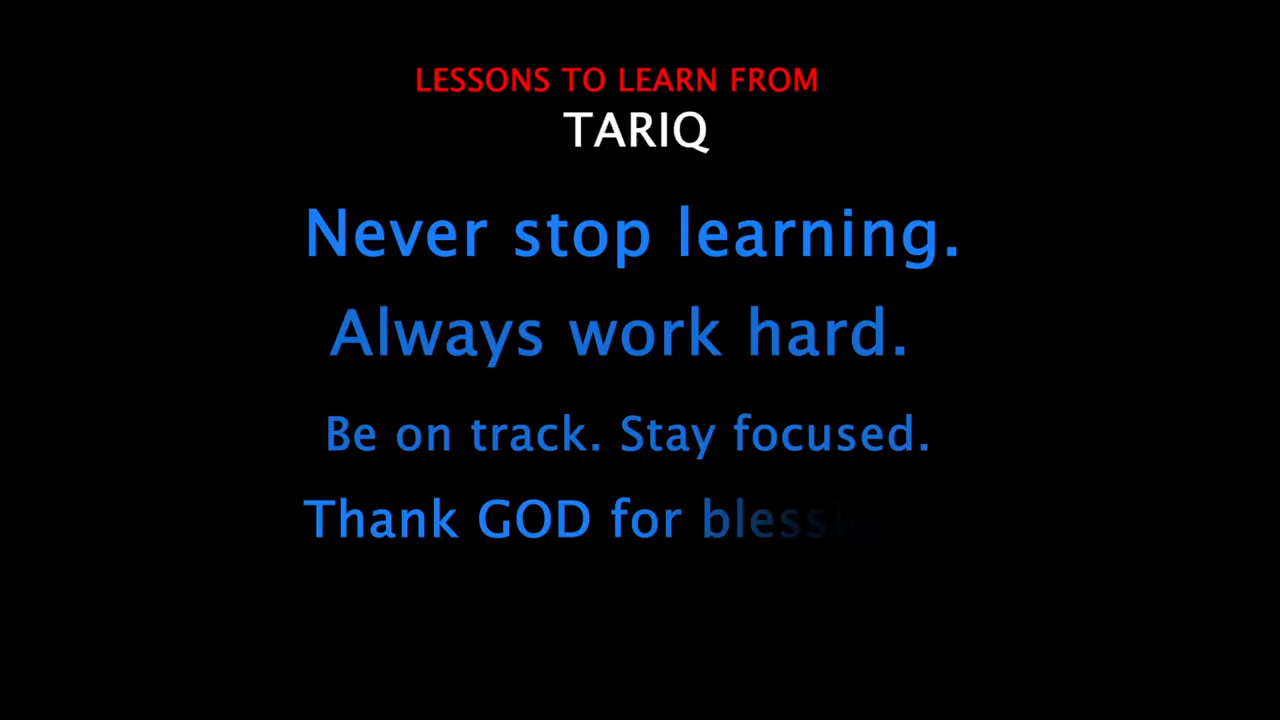 LESSONS TO LEARN FROM
TARIQ
Never stop learning.
Always work hard.
Be on track. Stay focused.
Thank GOD for blessi